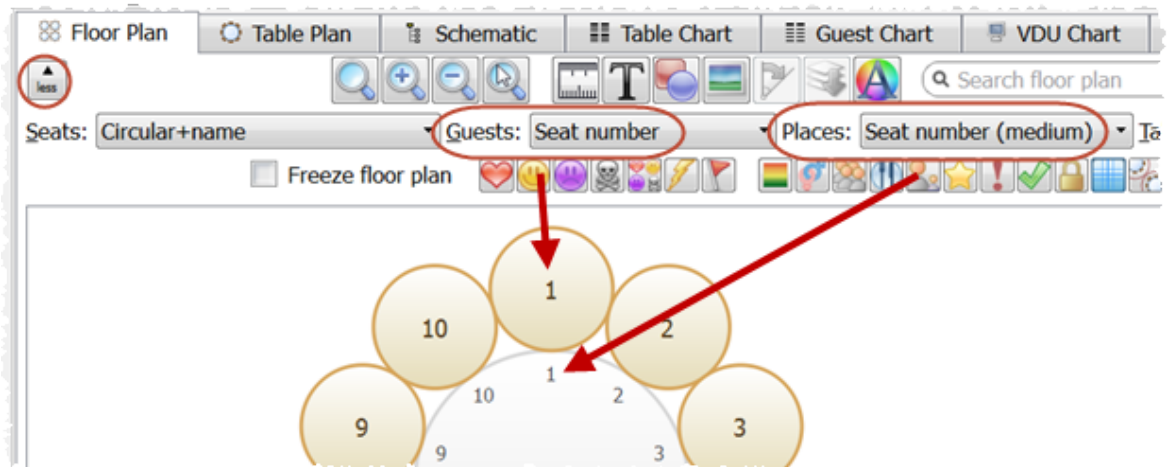 Floor Plan Table Plan Schematic Table Chart Guest Chart VDU Chart
less T A Search floor plan
Seats: Circular+name Guests: Seat number Places: Seat number (medium) Ta
Freeze floor plan
1
10 2
1
10 2
9 3
9 3